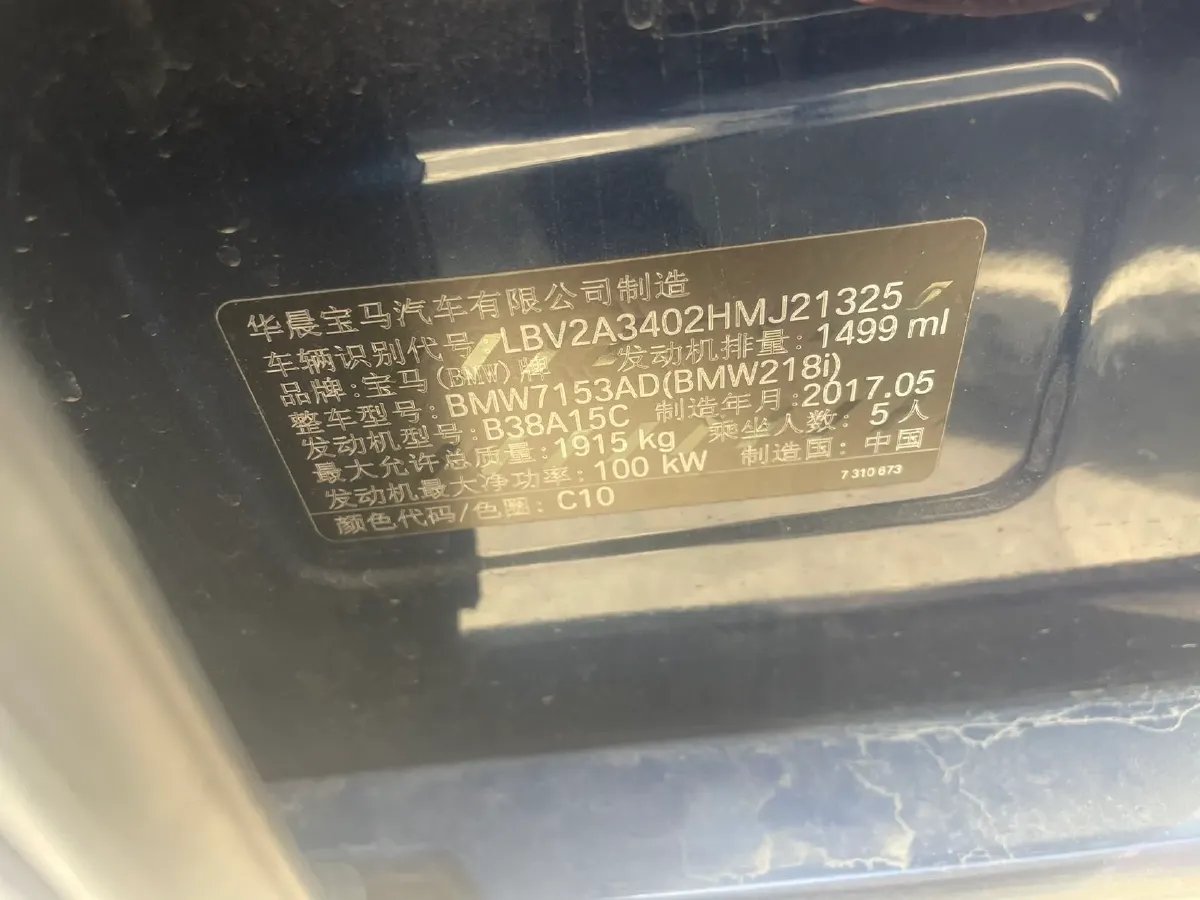 华晨宝马汽车有限公司制造
车辆识别代号 LBV2A3402HMJ21325
品牌:宝马(BMW)牌 发动机排量:1499 ml
整车型号:BMW7153AD(BMW218i)
发动机型号:B38A15C 制造年月:2017.05
最大允许总质量:1915 kg 乘坐人数:5人
发动机最大净功率:100 kW 制造国:中国
颜色代码/色图:C10 7310673